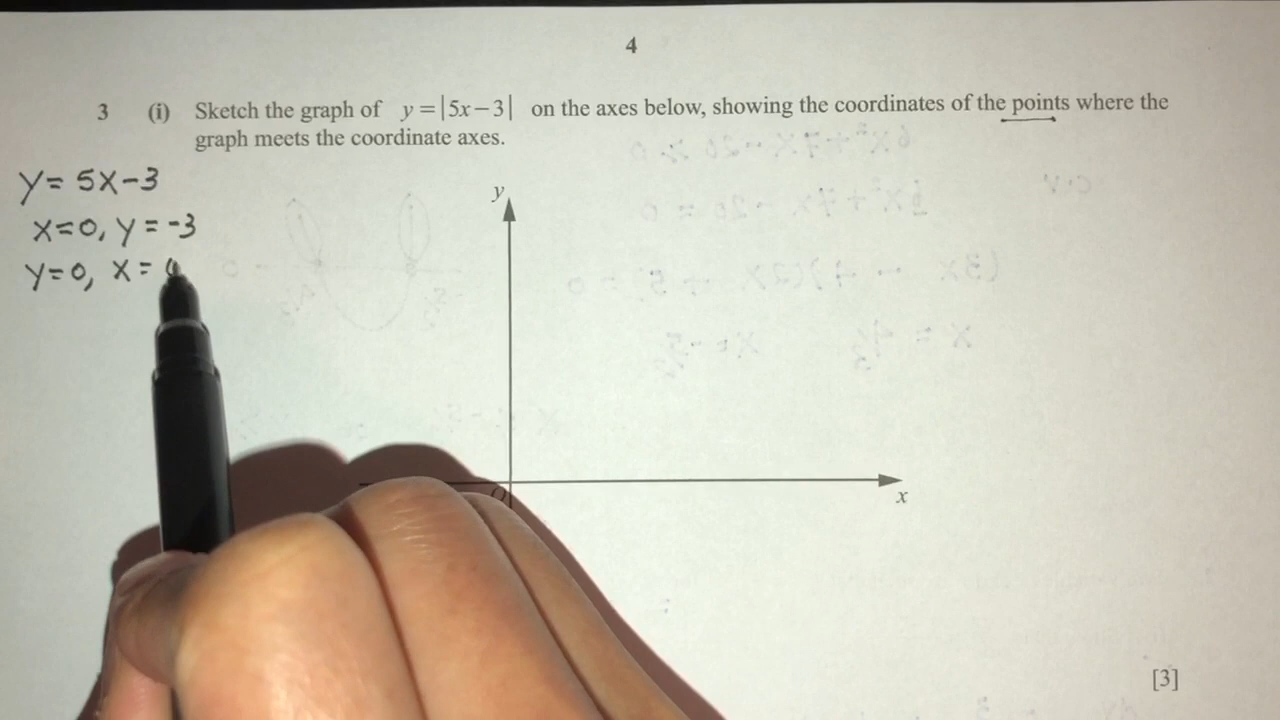 4
3 (i) Sketch the graph of y = |5x − 3| on the axes below, showing the coordinates of the points where the
graph meets the coordinate axes.
y = 5x - 3
x = 0, y = -3
y = 0, x =
y
O
x
[3]